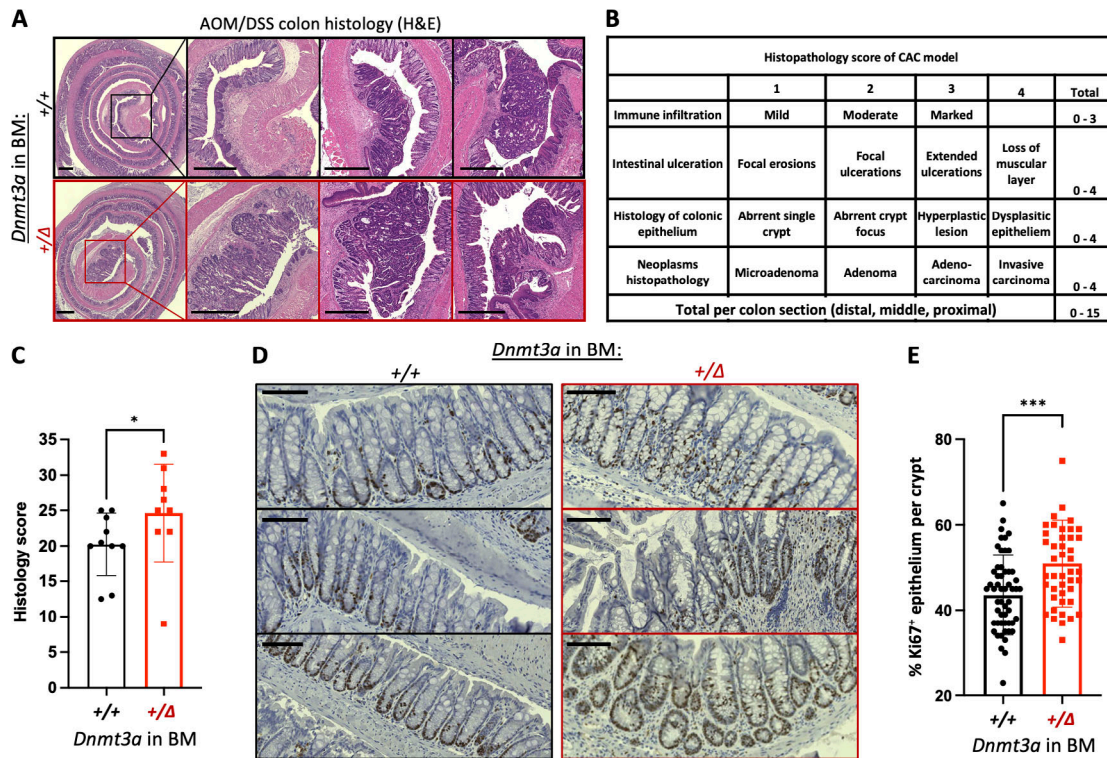 A
AOM/DSS colon histology (H&E)
Dnmt3a in BM:
+/+
+/Δ
B
Histopathology score of CAC model
1 2 3 4 Total
Immune infiltration Mild Moderate Marked 0 - 3
Intestinal ulceration Focal erosions Focal ulcerations Extended ulcerations Loss of muscular layer 0 - 4
Histology of colonic epithelium Abrrent single crypt Abrrent crypt focus Hyperplastic lesion Dysplasitic epitheliem 0 - 4
Neoplasms histopathology Microadenoma Adenoma Adeno-carcinoma Invasive carcinoma 0 - 4
Total per colon section (distal, middle, proximal) 0 - 15
C
*
Histology score
35
30
25
20
15
10
5
0
+/+ +/Δ
Dnmt3a in BM
D
Dnmt3a in BM:
+/+ +/Δ
E
***
% Ki67⁺ epithelium per crypt
80
60
40
20
+/+ +/Δ
Dnmt3a in BM